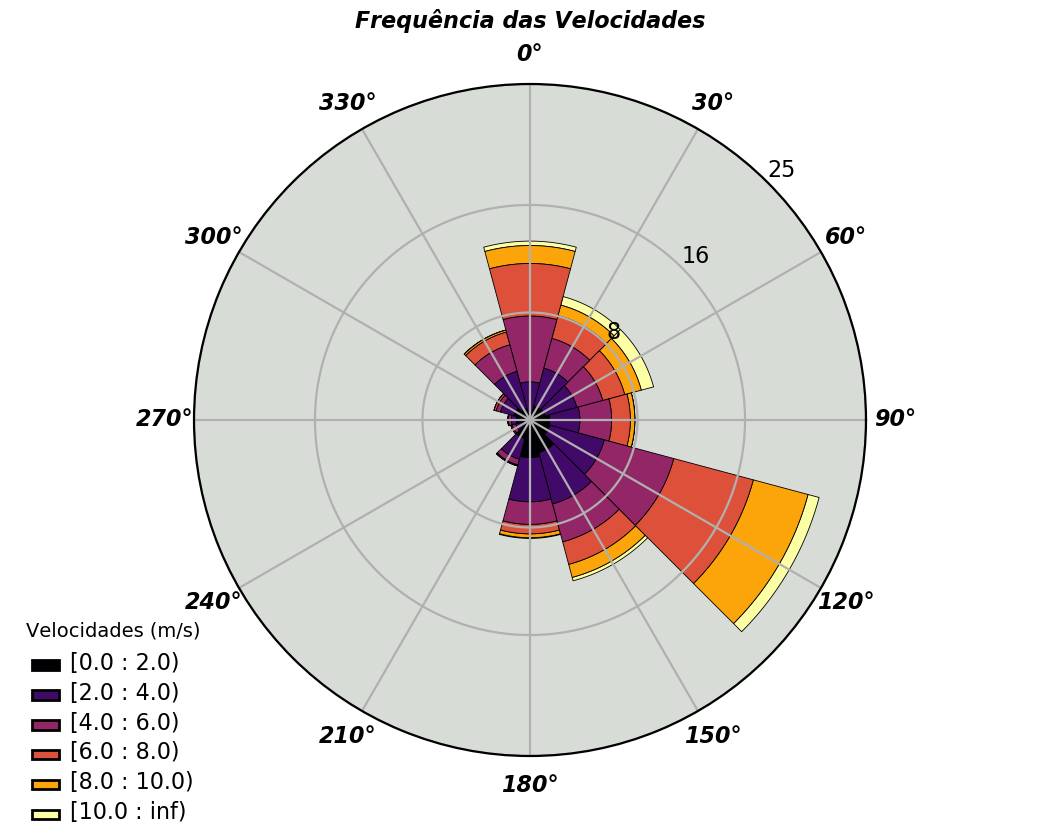 Frequência das Velocidades
0°
330°
30°
25
300°
60°
16
8
270°
90°
240°
120°
210°
150°
180°
Velocidades (m/s)
[0.0 : 2.0)
[2.0 : 4.0)
[4.0 : 6.0)
[6.0 : 8.0)
[8.0 : 10.0)
[10.0 : inf)